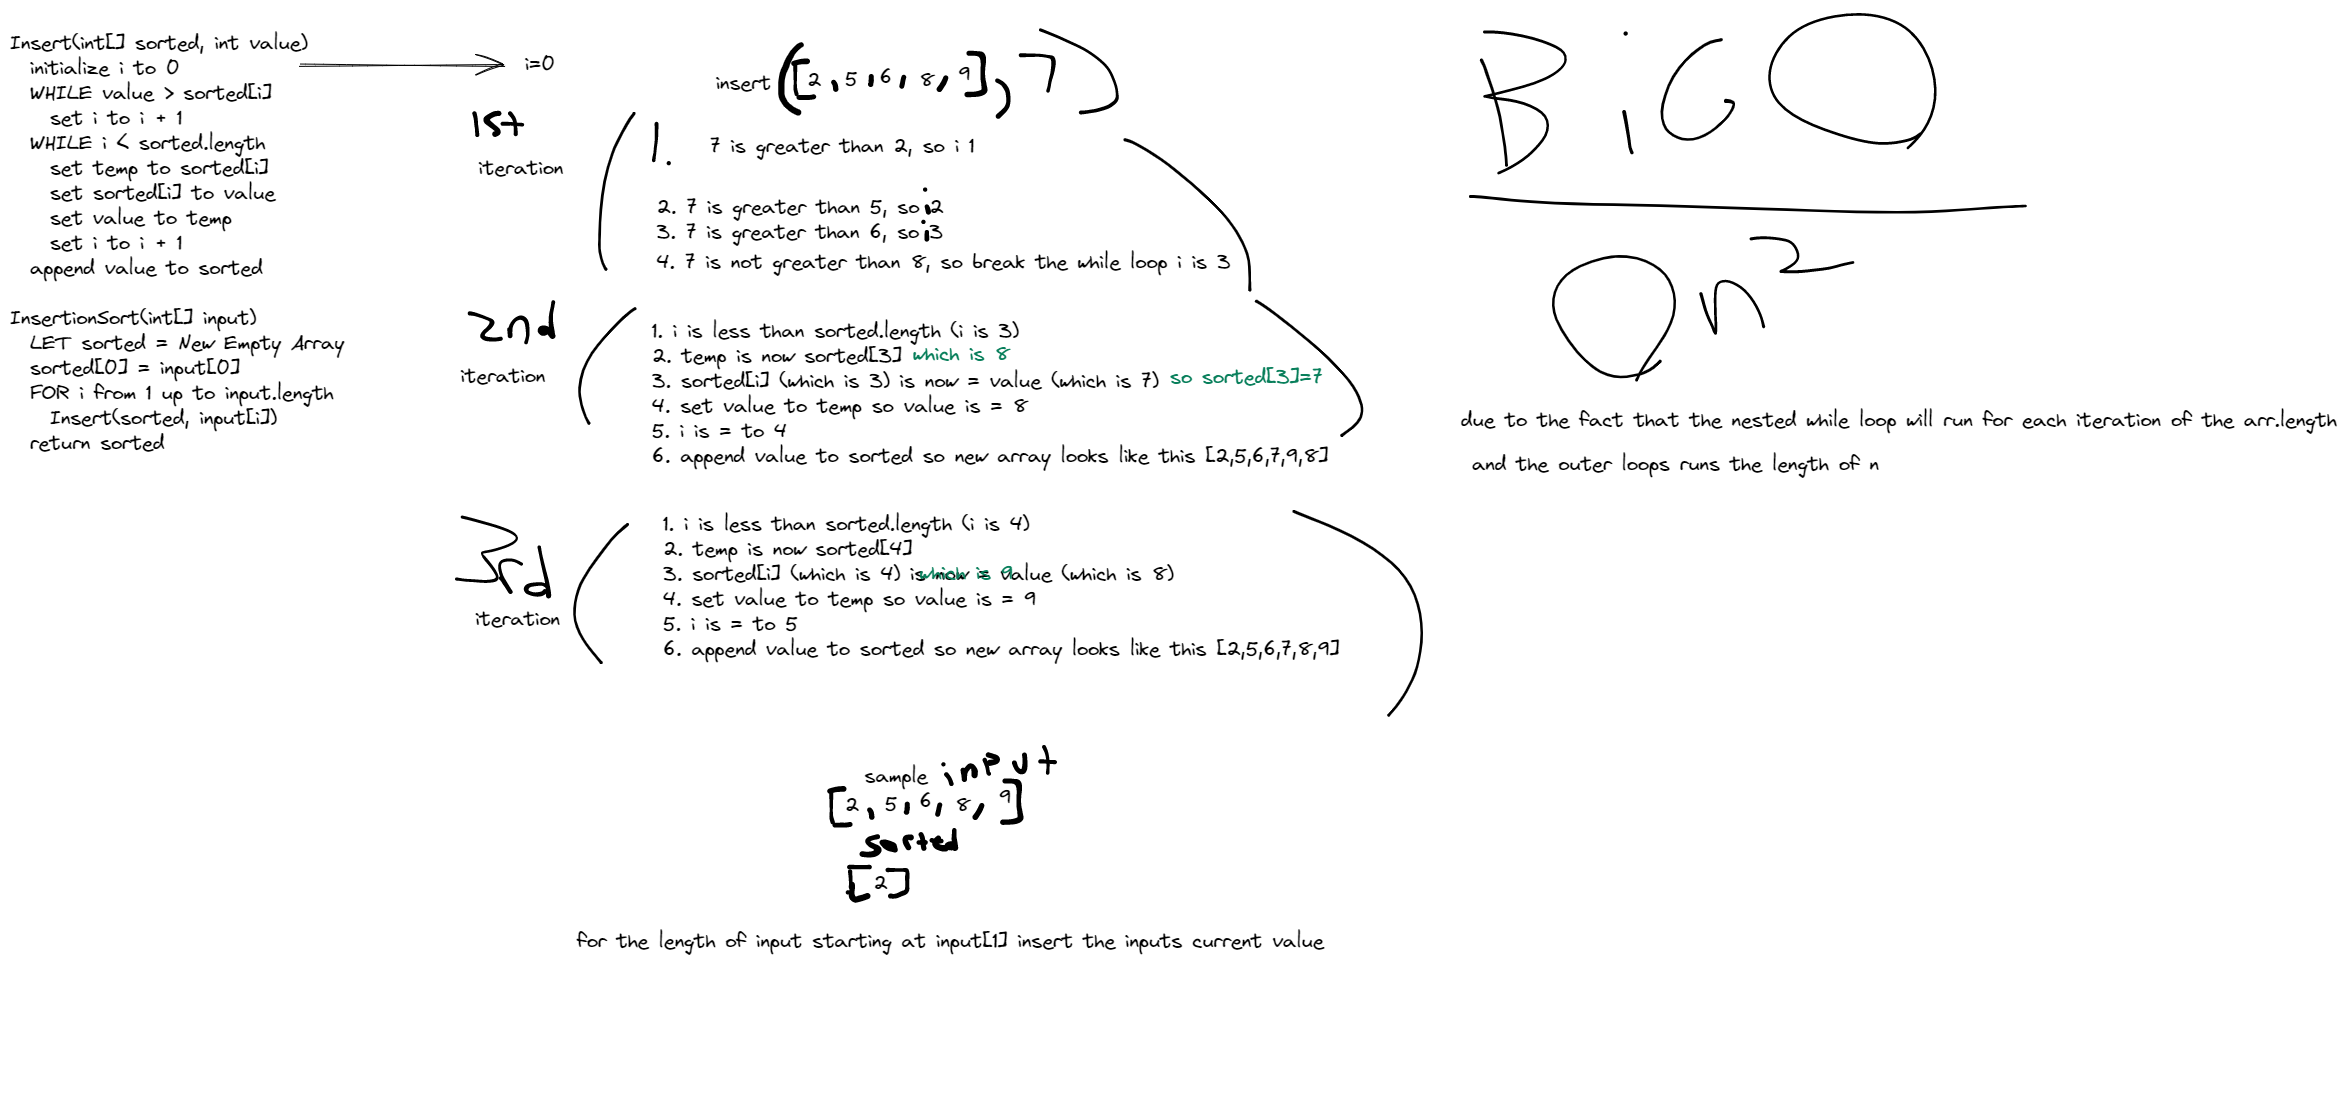 Insert(int[] sorted, int value)
initialize i to 0
WHILE value > sorted[i]
set i to i + 1
WHILE i < sorted.length
set temp to sorted[i]
set sorted[i] to value
set value to temp
set i to i + 1
append value to sorted
InsertionSort(int[] input)
LET sorted = New Empty Array
sorted[0] = input[0]
FOR i from 1 up to input.length
Insert(sorted, input[i])
return sorted
i=0
insert ([2,5,6,8,9],7)
1st
iteration
1. 7 is greater than 2, so i 1
2. 7 is greater than 5, so i2
3. 7 is greater than 6, so i3
4. 7 is not greater than 8, so break the while loop i is 3
2nd
iteration
1. i is less than sorted.length (i is 3)
2. temp is now sorted[3] which is 8
3. sorted[i] (which is 3) is now = value (which is 7) so sorted[3]=7
4. set value to temp so value is = 8
5. i is = to 4
6. append value to sorted so new array looks like this [2,5,6,7,9,8]
3rd
iteration
1. i is less than sorted.length (i is 4)
2. temp is now sorted[4]
3. sorted[i] (which is 4) is now = value (which is 8)
which is 9
4. set value to temp so value is = 9
5. i is = to 5
6. append value to sorted so new array looks like this [2,5,6,7,8,9]
sample input
[2,5,6,8,9]
sorted
[2]
for the length of input starting at input[1] insert the inputs current value
BiG O
O n²
due to the fact that the nested while loop will run for each iteration of the arr.length
and the outer loops runs the length of n